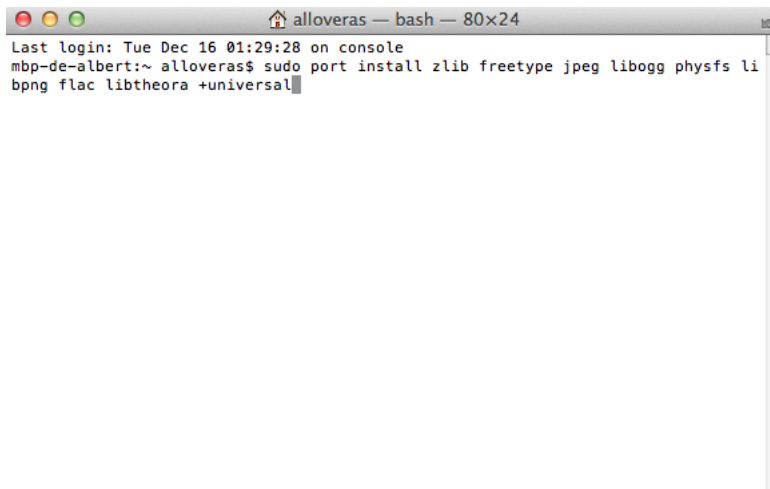 alloveras — bash — 80×24
Last login: Tue Dec 16 01:29:28 on console
mbp-de-albert:~ alloveras$ sudo port install zlib freetype jpeg libogg physfs li
bpng flac libtheora +universal